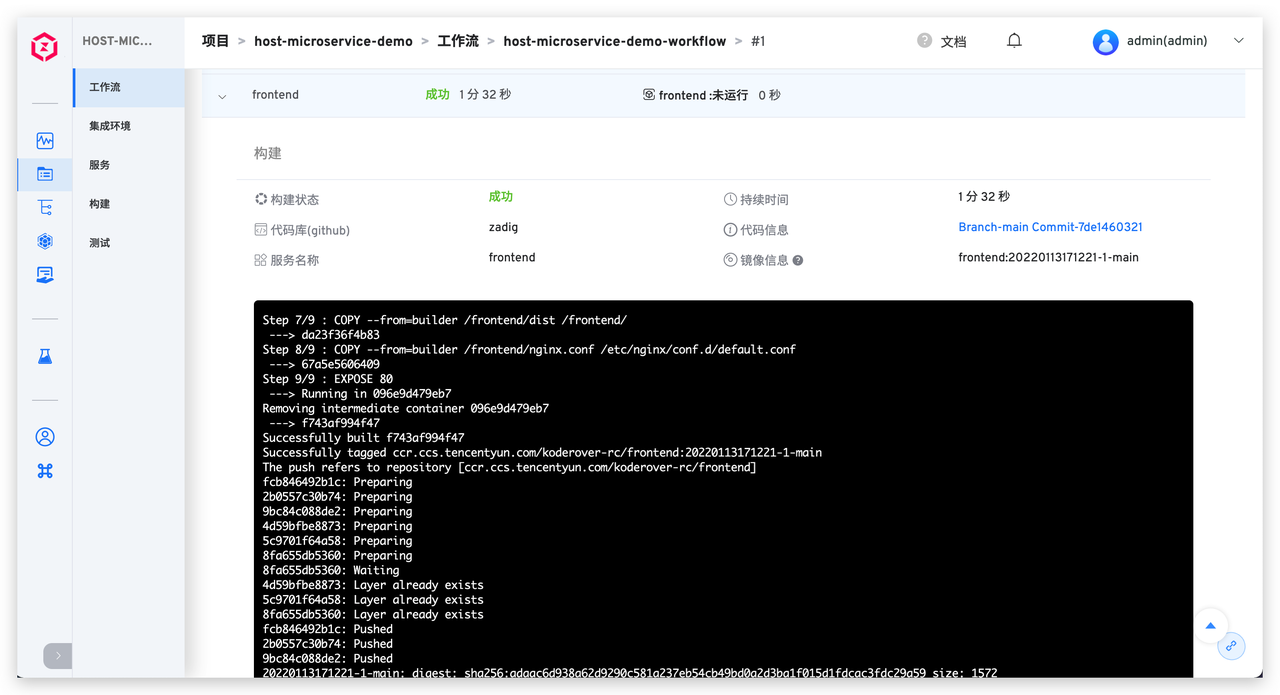 HOST-MIC...
项目 > host-microservice-demo > 工作流 > host-microservice-demo-workflow > #1
? 文档
admin(admin)
工作流
集成环境
服务
构建
测试
frontend 成功 1 分 32 秒 frontend :未运行 0 秒
构建
构建状态 成功 持续时间 1 分 32 秒
代码库(github) zadig 代码信息 Branch-main Commit-7de1460321
服务名称 frontend 镜像信息 ? frontend:20220113171221-1-main
Step 7/9 : COPY --from=builder /frontend/dist /frontend/
---> da23f36f4b83
Step 8/9 : COPY --from=builder /frontend/nginx.conf /etc/nginx/conf.d/default.conf
---> 67a5e5606409
Step 9/9 : EXPOSE 80
---> Running in 096e9d479eb7
Removing intermediate container 096e9d479eb7
---> f743af994f47
Successfully built f743af994f47
Successfully tagged ccr.ccs.tencentyun.com/koderover-rc/frontend:20220113171221-1-main
The push refers to repository [ccr.ccs.tencentyun.com/koderover-rc/frontend]
fcb846492b1c: Preparing
2b0557c30b74: Preparing
9bc84c088de2: Preparing
4d59bfbe8873: Preparing
5c9701f64a58: Preparing
8fa655db5360: Preparing
8fa655db5360: Waiting
4d59bfbe8873: Layer already exists
5c9701f64a58: Layer already exists
8fa655db5360: Layer already exists
fcb846492b1c: Pushed
2b0557c30b74: Pushed
9bc84c088de2: Pushed
20220113171221-1-main: digest: sha256:adaac6d938a62d9290c581a237eb54cb49bd0a2d3ba1f015d1fdcac3fdc29a59 size: 1572